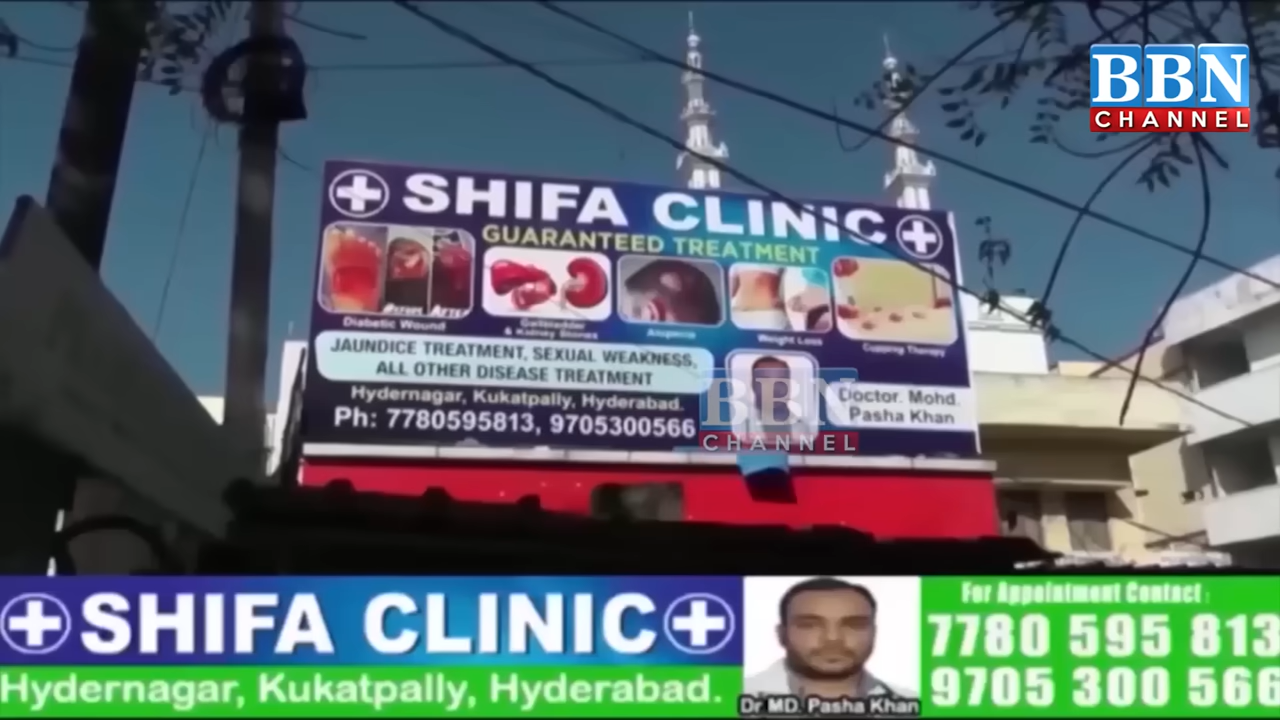 BBN
CHANNEL
SHIFA CLINIC
GUARANTEED TREATMENT
Before After
Diabetic Wound
Gallbladder
& Kidney Stones
Alopecia
Weight Loss
Cupping Therapy
JAUNDICE TREATMENT, SEXUAL WEAKNESS,
ALL OTHER DISEASE TREATMENT
Hydernagar, Kukatpally, Hyderabad.
Ph: 7780595813, 9705300566
Doctor. Mohd.
Pasha Khan
BBN
CHANNEL
SHIFA CLINIC
Hydernagar, Kukatpally, Hyderabad.
Dr MD. Pasha Khan
For Appointment Contact :
7780 595 813
9705 300 566